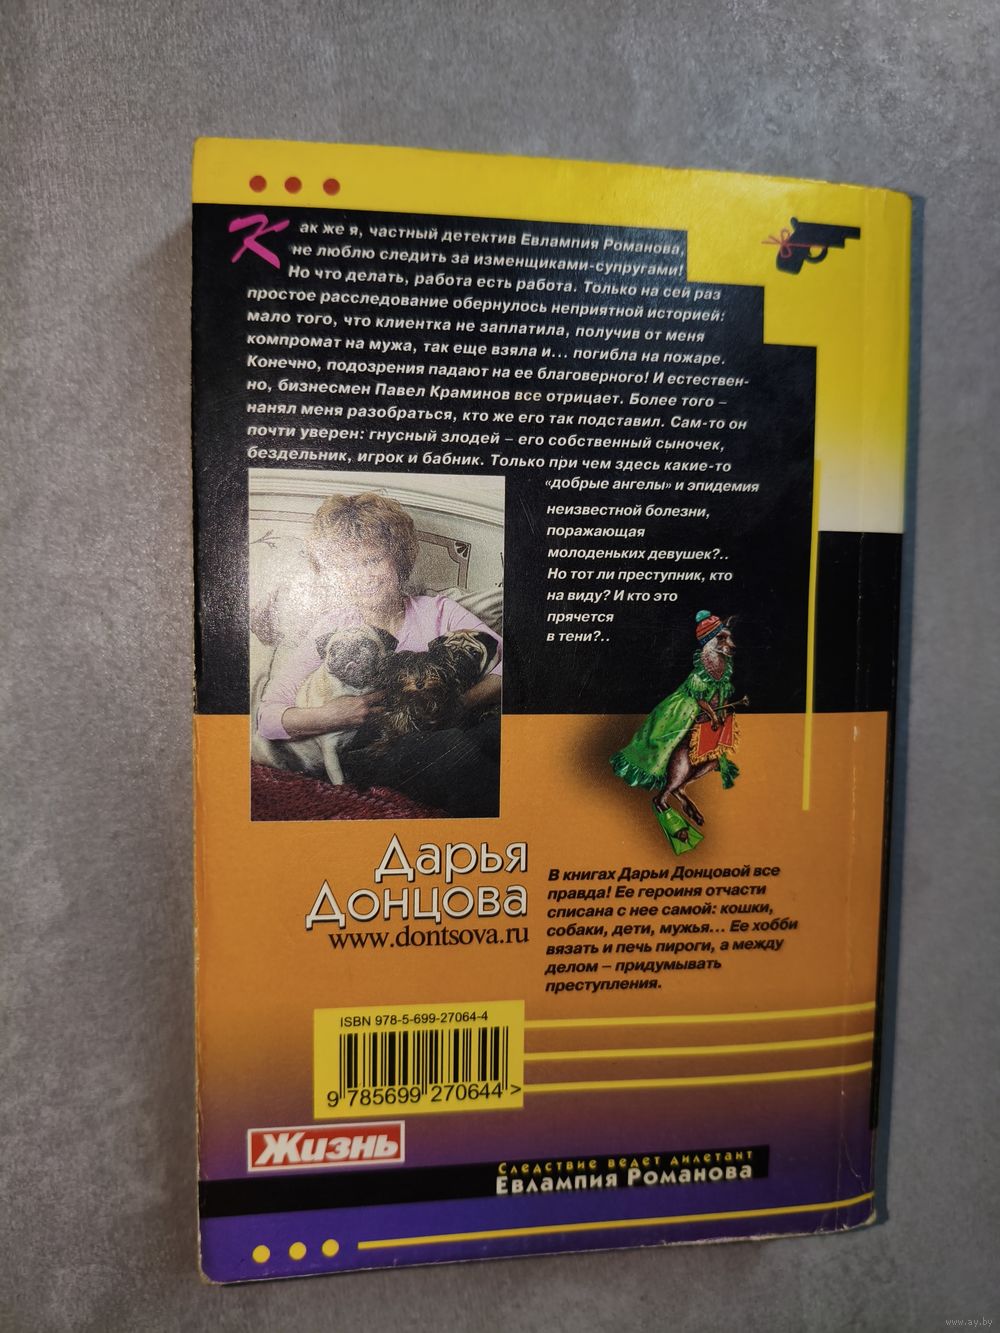 Как же я, частный детектив Евлампия Романова,
не люблю следить за изменщиками-супругами!
Но что делать, работа есть работа. Только на сей раз
простое расследование обернулось неприятной историей:
мало того, что клиентка не заплатила, получив от меня
компромат на мужа, так еще взяла и... погибла на пожаре.
Конечно, подозрения падают на ее благоверного! И естествен-
но, бизнесмен Павел Краминов все отрицает. Более того –
нанял меня разобраться, кто же его так подставил. Сам-то он
почти уверен: гнусный злодей – его собственный сыночек,
бездельник, игрок и бабник. Только при чем здесь какие-то
«добрые ангелы» и эпидемия
неизвестной болезни,
поражающая
молоденьких девушек?..
Но тот ли преступник, кто
на виду? И кто это
прячется
в тени?..
Дарья
Донцова
www.dontsova.ru
В книгах Дарьи Донцовой все
правда! Ее героиня отчасти
списана с нее самой: кошки,
собаки, дети, мужья... Ее хобби
вязать и печь пироги, а между
делом – придумывать
преступления.
ISBN 978-5-699-27064-4
9 785699 270644 >
Жизнь
Следствие ведет дилетант
Евлампия Романова
www.ay.by